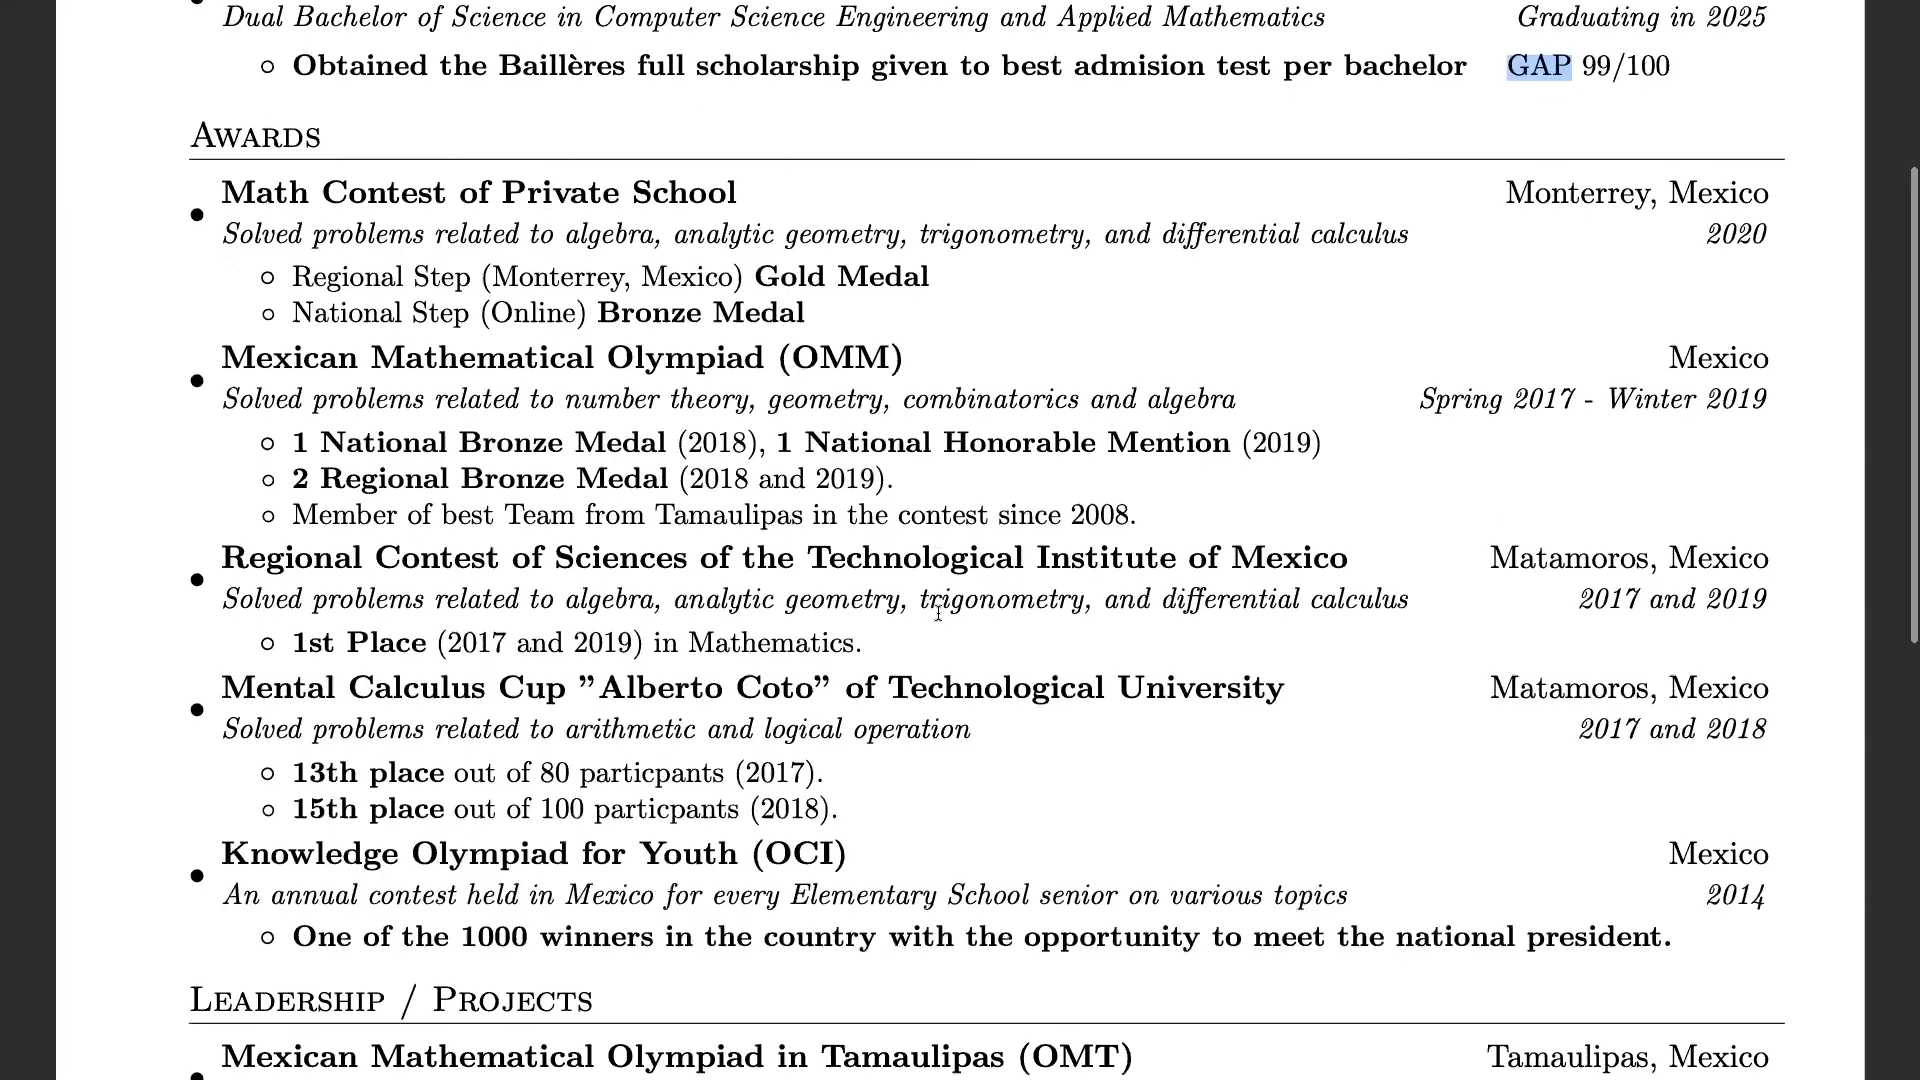 Dual Bachelor of Science in Computer Science Engineering and Applied Mathematics Graduating in 2025
Obtained the Baillères full scholarship given to best admision test per bachelor GAP 99/100
AWARDS
Math Contest of Private School Monterrey, Mexico
Solved problems related to algebra, analytic geometry, trigonometry, and differential calculus 2020
Regional Step (Monterrey, Mexico) Gold Medal
National Step (Online) Bronze Medal
Mexican Mathematical Olympiad (OMM) Mexico
Solved problems related to number theory, geometry, combinatorics and algebra Spring 2017 - Winter 2019
1 National Bronze Medal (2018), 1 National Honorable Mention (2019)
2 Regional Bronze Medal (2018 and 2019).
Member of best Team from Tamaulipas in the contest since 2008.
Regional Contest of Sciences of the Technological Institute of Mexico Matamoros, Mexico
Solved problems related to algebra, analytic geometry, trigonometry, and differential calculus 2017 and 2019
1st Place (2017 and 2019) in Mathematics.
Mental Calculus Cup ”Alberto Coto” of Technological University Matamoros, Mexico
Solved problems related to arithmetic and logical operation 2017 and 2018
13th place out of 80 particpants (2017).
15th place out of 100 particpants (2018).
Knowledge Olympiad for Youth (OCI) Mexico
An annual contest held in Mexico for every Elementary School senior on various topics 2014
One of the 1000 winners in the country with the opportunity to meet the national president.
LEADERSHIP / PROJECTS
Mexican Mathematical Olympiad in Tamaulipas (OMT) Tamaulipas, Mexico